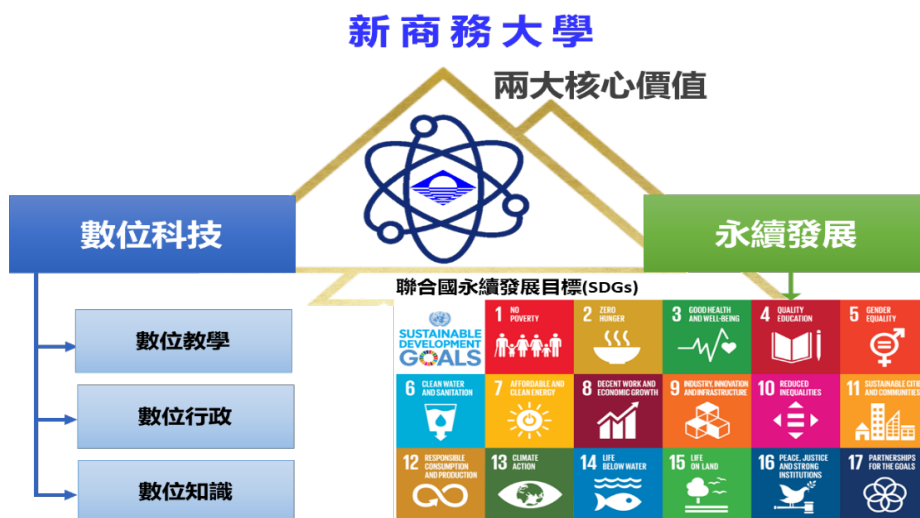 新商務大學
兩大核心價值
數位科技
永續發展
數位教學
數位行政
數位知識
聯合國永續發展目標(SDGs)
SUSTAINABLE
DEVELOPMENT
GOALS
1 NO
POVERTY
2 ZERO
HUNGER
3 GOOD HEALTH
AND WELL-BEING
4 QUALITY
EDUCATION
5 GENDER
EQUALITY
6 CLEAN WATER
AND SANITATION
7 AFFORDABLE AND
CLEAN ENERGY
8 DECENT WORK AND
ECONOMIC GROWTH
9 INDUSTRY, INNOVATION
AND INFRASTRUCTURE
10 REDUCED
INEQUALITIES
11 SUSTAINABLE CITI
AND COMMUNITIES
12 RESPONSIBLE
CONSUMPTION
AND PRODUCTION
13 CLIMATE
ACTION
14 LIFE
BELOW WATER
15 LIFE
ON LAND
16 PEACE, JUSTICE
AND STRONG
INSTITUTIONS
17 PARTNERSHIPS
FOR THE GOALS